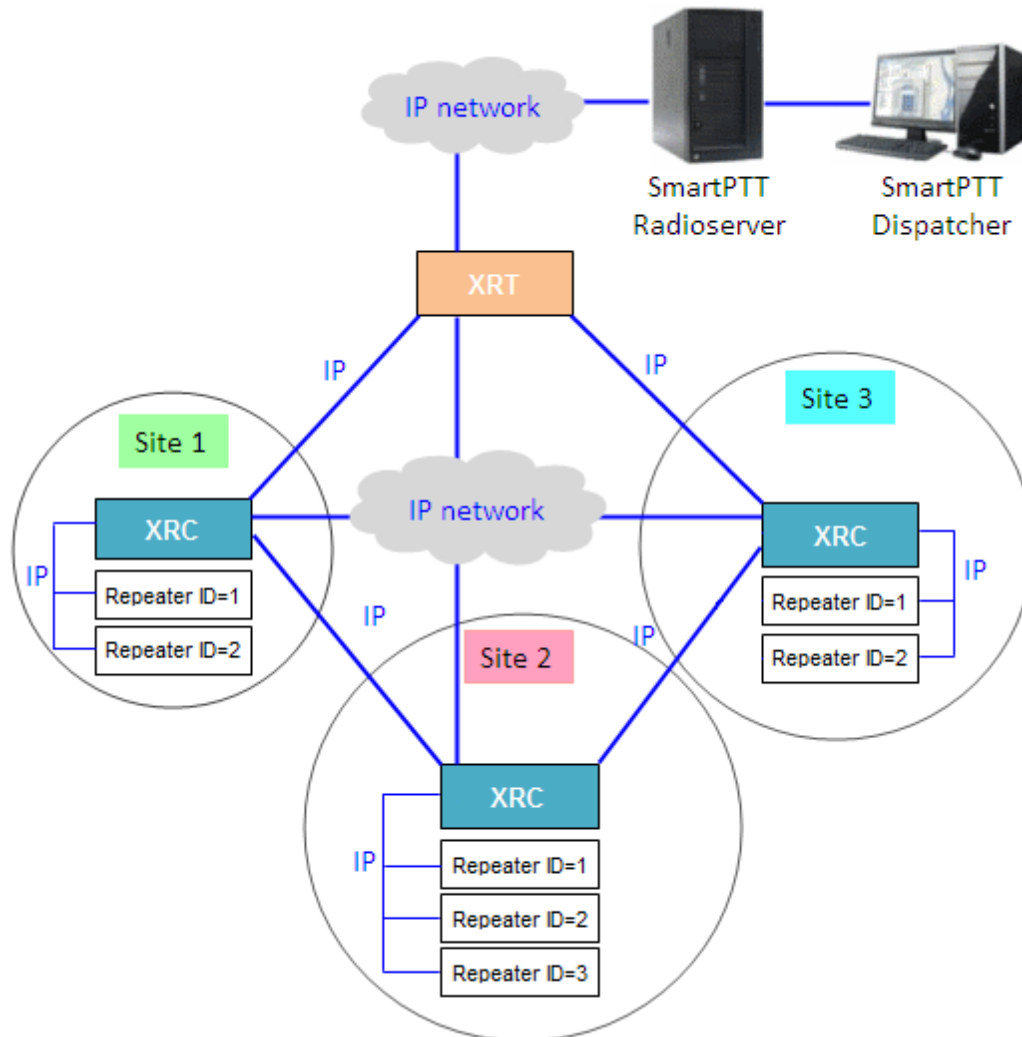 IP network
SmartPTT
Radioserver
SmartPTT
Dispatcher
XRT
IP
IP
Site 1
Site 3
XRC
IP network
XRC
IP
Repeater ID=1
Repeater ID=2
IP
Repeater ID=1
Repeater ID=2
IP
IP
Site 2
XRC
IP
Repeater ID=1
Repeater ID=2
Repeater ID=3